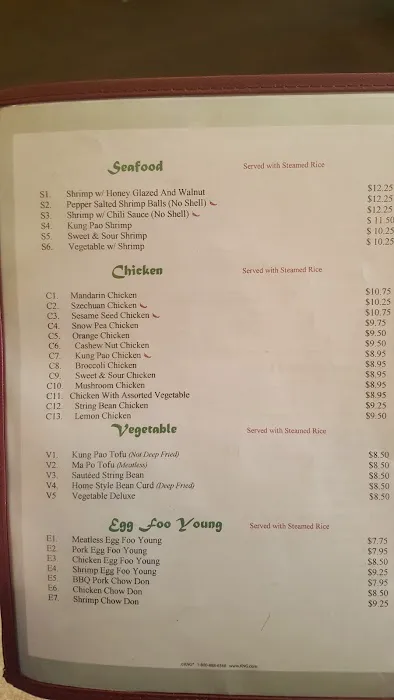 Seafood Served with Steamed Rice
S1. Shrimp w/ Honey Glazed And Walnut $12.25
S2. Pepper Salted Shrimp Balls (No Shell) $12.25
S3. Shrimp w/ Chili Sauce (No Shell) $12.25
S4. Kung Pao Shrimp $ 11.50
S5. Sweet & Sour Shrimp $ 10.25
S6. Vegetable w/ Shrimp $ 10.25
Chicken Served with Steamed Rice
C1. Mandarin Chicken $10.75
C2. Szechuan Chicken $10.25
C3. Sesame Seed Chicken $10.75
C4. Snow Pea Chicken $9.75
C5. Orange Chicken $9.50
C6. Cashew Nut Chicken $9.50
C7. Kung Pao Chicken $8.95
C8. Broccoli Chicken $8.95
C9. Sweet & Sour Chicken $8.95
C10. Mushroom Chicken $8.95
C11. Chicken With Assorted Vegetable $8.95
C12. String Bean Chicken $9.25
C13. Lemon Chicken $9.50
Vegetable Served with Steamed Rice
V1. Kung Pao Tofu (Not Deep Fried) $8.50
V2. Ma Po Tofu (Meatless) $8.50
V3. Sautéed String Bean $8.50
V4. Home Style Bean Curd (Deep Fried) $8.50
V5 Vegetable Deluxe $8.50
Egg Foo Young Served with Steamed Rice
E1. Meatless Egg Foo Young $7.75
E2. Pork Egg Foo Young $7.95
E3 Chicken Egg Foo Young $8.50
E4. Shrimp Egg Foo Young $9.25
E5. BBQ Pork Chow Don $7.95
E6. Chicken Chow Don $8.50
E7. Shrimp Chow Don $9.25